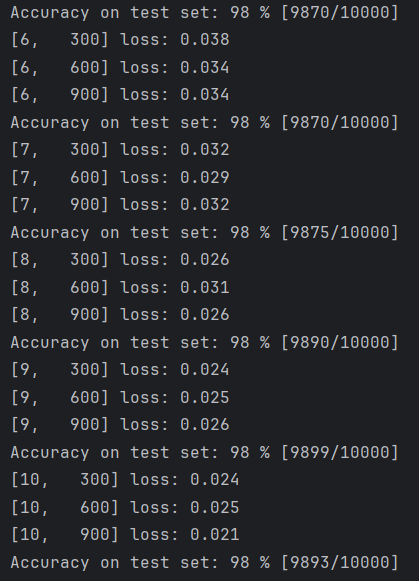 Accuracy on test set: 98 % [9870/10000]
[6,   300] loss: 0.038
[6,   600] loss: 0.034
[6,   900] loss: 0.034
Accuracy on test set: 98 % [9870/10000]
[7,   300] loss: 0.032
[7,   600] loss: 0.029
[7,   900] loss: 0.032
Accuracy on test set: 98 % [9875/10000]
[8,   300] loss: 0.026
[8,   600] loss: 0.031
[8,   900] loss: 0.026
Accuracy on test set: 98 % [9890/10000]
[9,   300] loss: 0.024
[9,   600] loss: 0.025
[9,   900] loss: 0.026
Accuracy on test set: 98 % [9899/10000]
[10,   300] loss: 0.024
[10,   600] loss: 0.025
[10,   900] loss: 0.021
Accuracy on test set: 98 % [9893/10000]